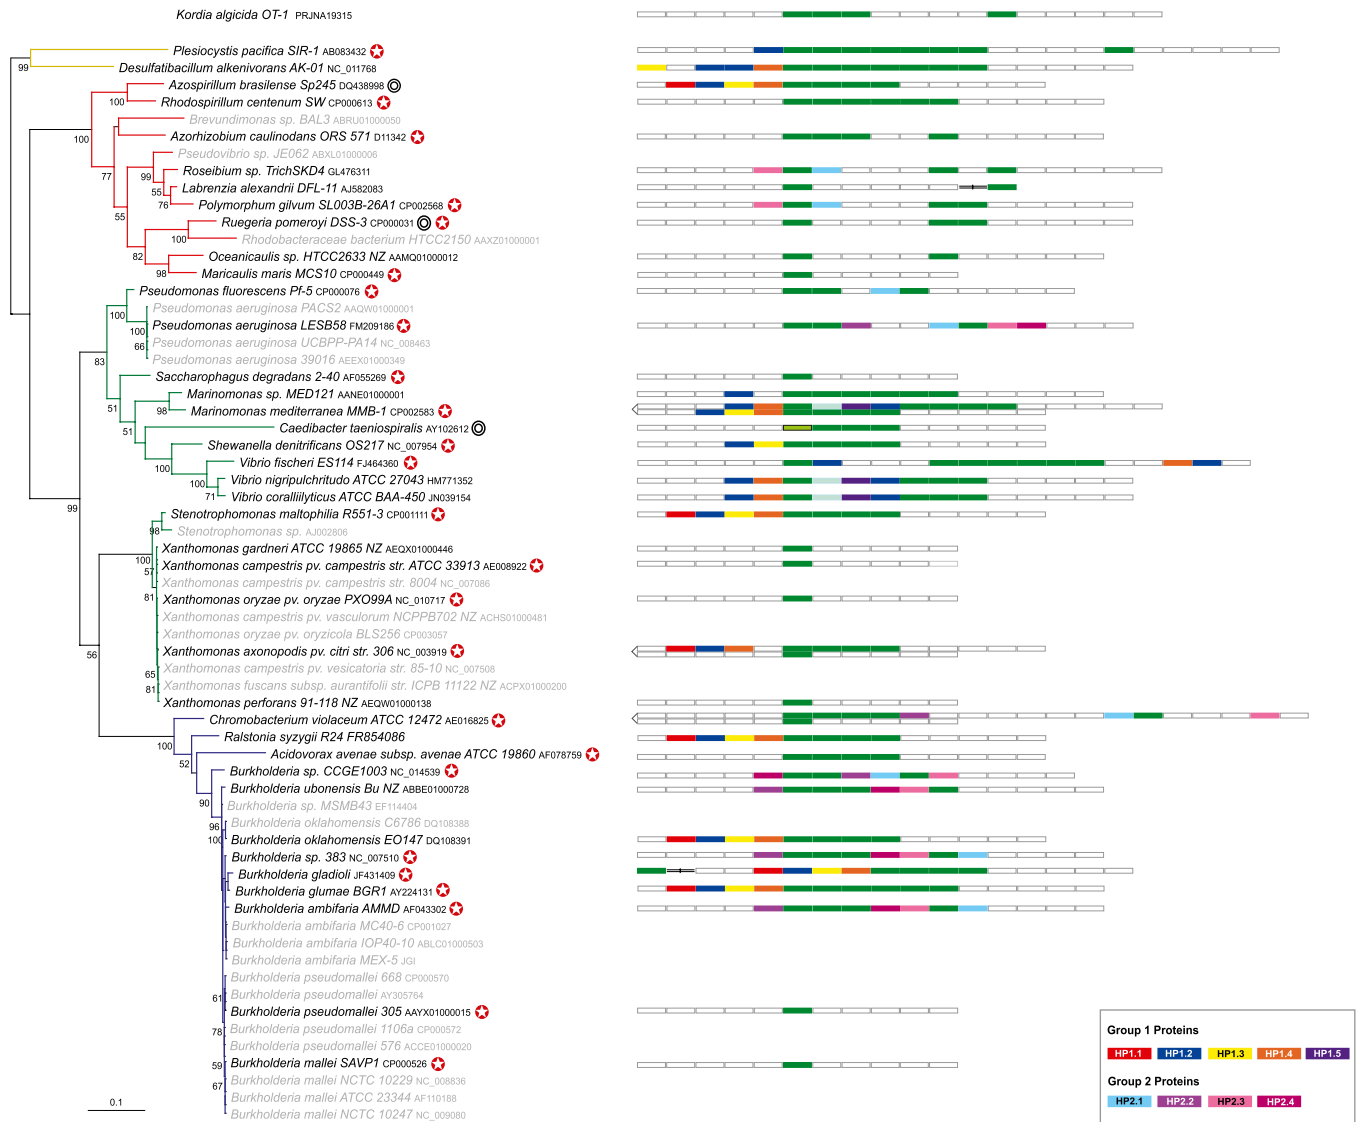 Kordia algicida OT-1 PRJNA19315
Plesiocystis pacifica SIR-1 AB083432
99
Desulfatibacillum alkenivorans AK-01 NC_011768
Azospirillum brasilense Sp245 DQ438998
100
Rhodospirillum centenum SW CP000613
Brevundimonas sp. BAL3 ABRU01000050
100
Azorhizobium caulinodans ORS 571 D11342
Pseudovibrio sp. JE062 ABXL01000006
77
99
Roseibium sp. TrichSKD4 GL476311
55
Labrenzia alexandrii DFL-11 AJ582083
76
Polymorphum gilvum SL003B-26A1 CP002568
55
Ruegeria pomeroyi DSS-3 CP000031
100
Rhodobacteraceae bacterium HTCC2150 AAXZ01000001
82
Oceanicaulis sp. HTCC2633 NZ AAMQ01000012
98
Maricaulis maris MCS10 CP000449
Pseudomonas fluorescens Pf-5 CP000076
100
Pseudomonas aeruginosa PACS2 AAQW01000001
100
Pseudomonas aeruginosa LESB58 FM209186
66
Pseudomonas aeruginosa UCBPP-PA14 NC_008463
83
Pseudomonas aeruginosa 39016 AEEX01000349
Saccharophagus degradans 2-40 AF055269
51
Marinomonas sp. MED121 AANE01000001
98
Marinomonas mediterranea MMB-1 CP002583
51
Caedibacter taeniospiralis AY102612
Shewanella denitrificans OS217 NC_007954
100
Vibrio fischeri ES114 FJ464360
100
Vibrio nigripulchritudo ATCC 27043 HM771352
71
Vibrio coralliilyticus ATCC BAA-450 JN039154
99
Stenotrophomonas maltophilia R551-3 CP001111
98
Stenotrophomonas sp. AJ002806
Xanthomonas gardneri ATCC 19865 NZ AEQX01000446
100
57
Xanthomonas campestris pv. campestris str. ATCC 33913 AE008922
Xanthomonas campestris pv. campestris str. 8004 NC_007086
81
Xanthomonas oryzae pv. oryzae PXO99A NC_010717
Xanthomonas campestris pv. vasculorum NCPPB702 NZ ACHS01000481
Xanthomonas oryzae pv. oryzicola BLS256 CP003057
56
Xanthomonas axonopodis pv. citri str. 306 NC_003919
65
Xanthomonas campestris pv. vesicatoria str. 85-10 NC_007508
81
Xanthomonas fuscans subsp. aurantifolii str. ICPB 11122 NZ ACPX01000200
Xanthomonas perforans 91-118 NZ AEQW01000138
Chromobacterium violaceum ATCC 12472 AE016825
100
Ralstonia syzygii R24 FR854086
52
Acidovorax avenae subsp. avenae ATCC 19860 AF078759
Burkholderia sp. CCGE1003 NC_014539
90
Burkholderia ubonensis Bu NZ ABBE01000728
Burkholderia sp. MSMB43 EF114404
96
Burkholderia oklahomensis C6786 DQ108388
100
Burkholderia oklahomensis EO147 DQ108391
Burkholderia sp. 383 NC_007510
Burkholderia gladioli JF431409
Burkholderia glumae BGR1 AY224131
Burkholderia ambifaria AMMD AF043302
Burkholderia ambifaria MC40-6 CP001027
Burkholderia ambifaria IOP40-10 ABLC01000503
Burkholderia ambifaria MEX-5 JGI
Burkholderia pseudomallei 668 CP000570
61
Burkholderia pseudomallei AY305764
Burkholderia pseudomallei 305 AAYX01000015
78
Burkholderia pseudomallei 1106a CP000572
Burkholderia pseudomallei 576 ACCE01000020
59
Burkholderia mallei SAVP1 CP000526
67
Burkholderia mallei NCTC 10229 NC_008836
Burkholderia mallei ATCC 23344 AF110188
Burkholderia mallei NCTC 10247 NC_009080
0.1
Group 1 Proteins
HP1.1 HP1.2 HP1.3 HP1.4 HP1.5
Group 2 Proteins
HP2.1 HP2.2 HP2.3 HP2.4